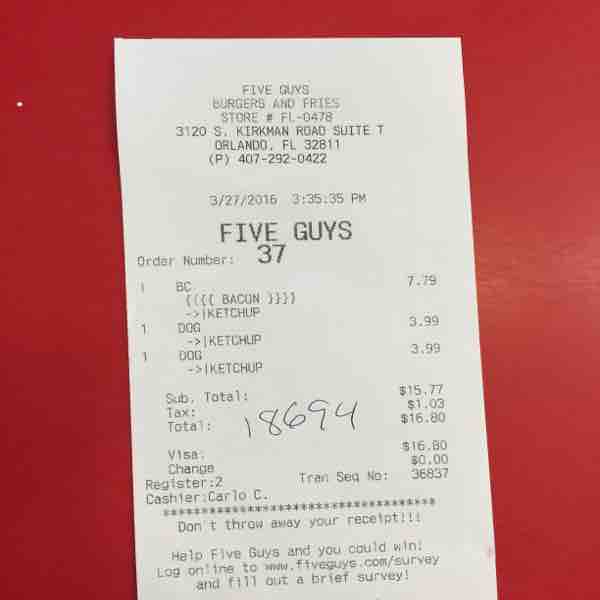 FIVE GUYS
BURGERS AND FRIES
STORE # FL-0478
3120 S. KIRKMAN ROAD SUITE T
ORLANDO, FL 32811
(P) 407-292-0422
3/27/2016 3:35:35 PM
FIVE GUYS
Order Number: 37
1 BC 7.79
{{{{ BACON }}}}
->|KETCHUP
1 DOG 3.99
->|KETCHUP
1 DOG 3.99
->|KETCHUP
Sub. Total: $15.77
Tax: $1.03
Total: $16.80
18694
Visa: $16.80
Change $0.00
Register:2 Tran Seq No: 36837
Cashier:Carlo C.
****************************************
Don't throw away your receipt!!!
Help Five Guys and you could win!
Log online to www.fiveguys.com/survey
and fill out a brief survey!